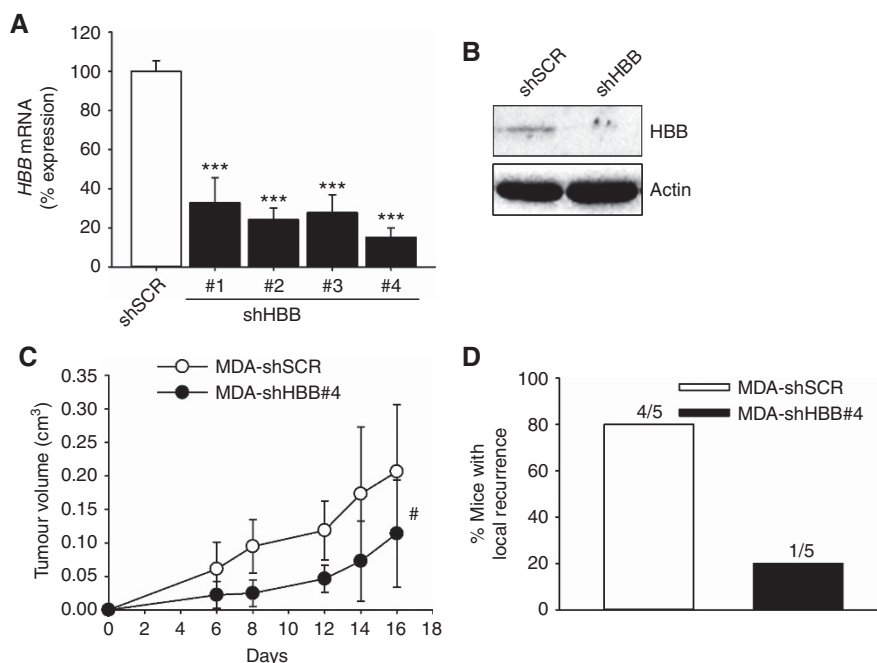 A
120
100
80
60
40
20
0
HBB mRNA
(% expression)
***
***
***
***
shSCR
#1 #2 #3 #4
shHBB
B
shSCR shHBB
HBB
Actin
C
MDA-shSCR
MDA-shHBB#4
0.35
0.30
0.25
0.20
0.15
0.10
0.05
0.00
Tumour volume (cm³)
#
0 2 4 6 8 10 12 14 16 18
Days
D
MDA-shSCR
MDA-shHBB#4
100
80
60
40
20
0
% Mice with
local recurrence
4/5
1/5